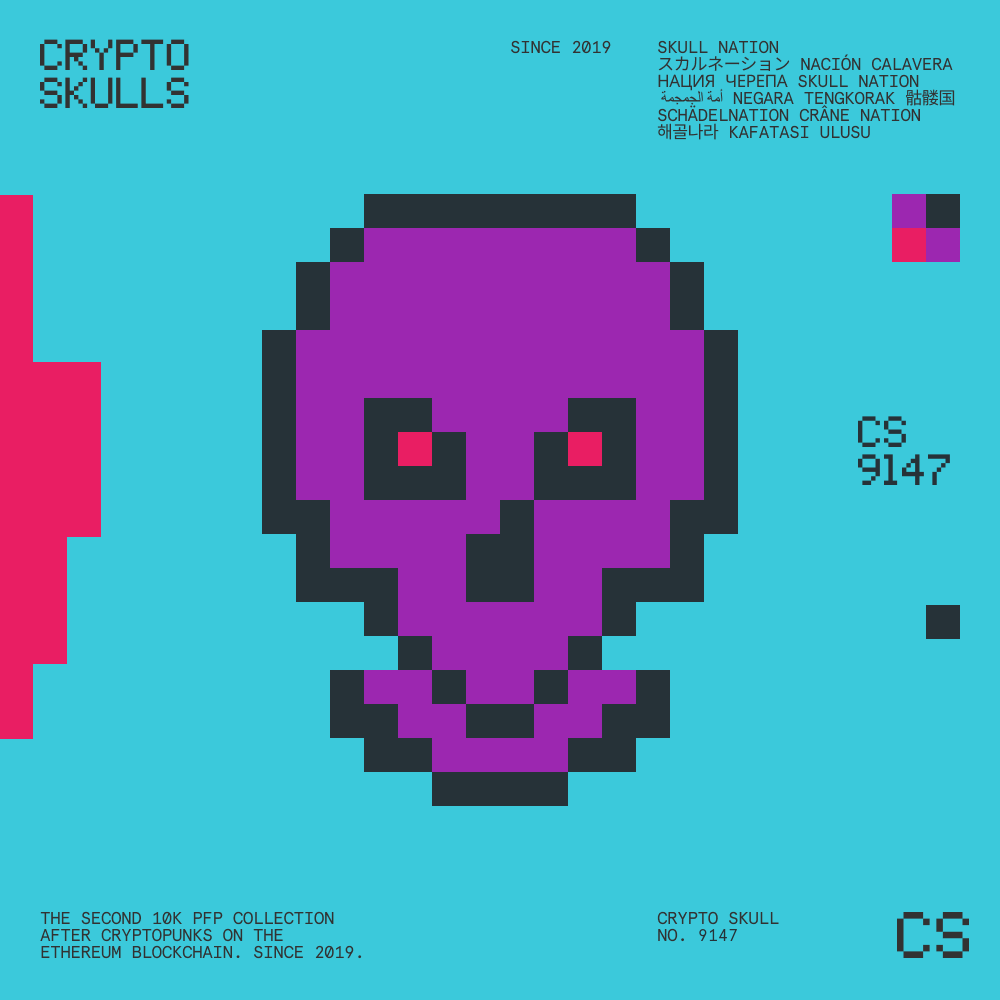 CRYPTO
SKULLS
SINCE 2019
SKULL NATION
スカルネーション NACIÓN CALAVERA
НАЦИЯ ЧЕРЕПА SKULL NATION
أمة الجمجمة NEGARA TENGKORAK 骷髅国
SCHÄDELNATION CRÂNE NATION
해골나라 KAFATASI ULUSU
CS
9147
THE SECOND 10K PFP COLLECTION
AFTER CRYPTOPUNKS ON THE
ETHEREUM BLOCKCHAIN. SINCE 2019.
CRYPTO SKULL
NO. 9147
CS